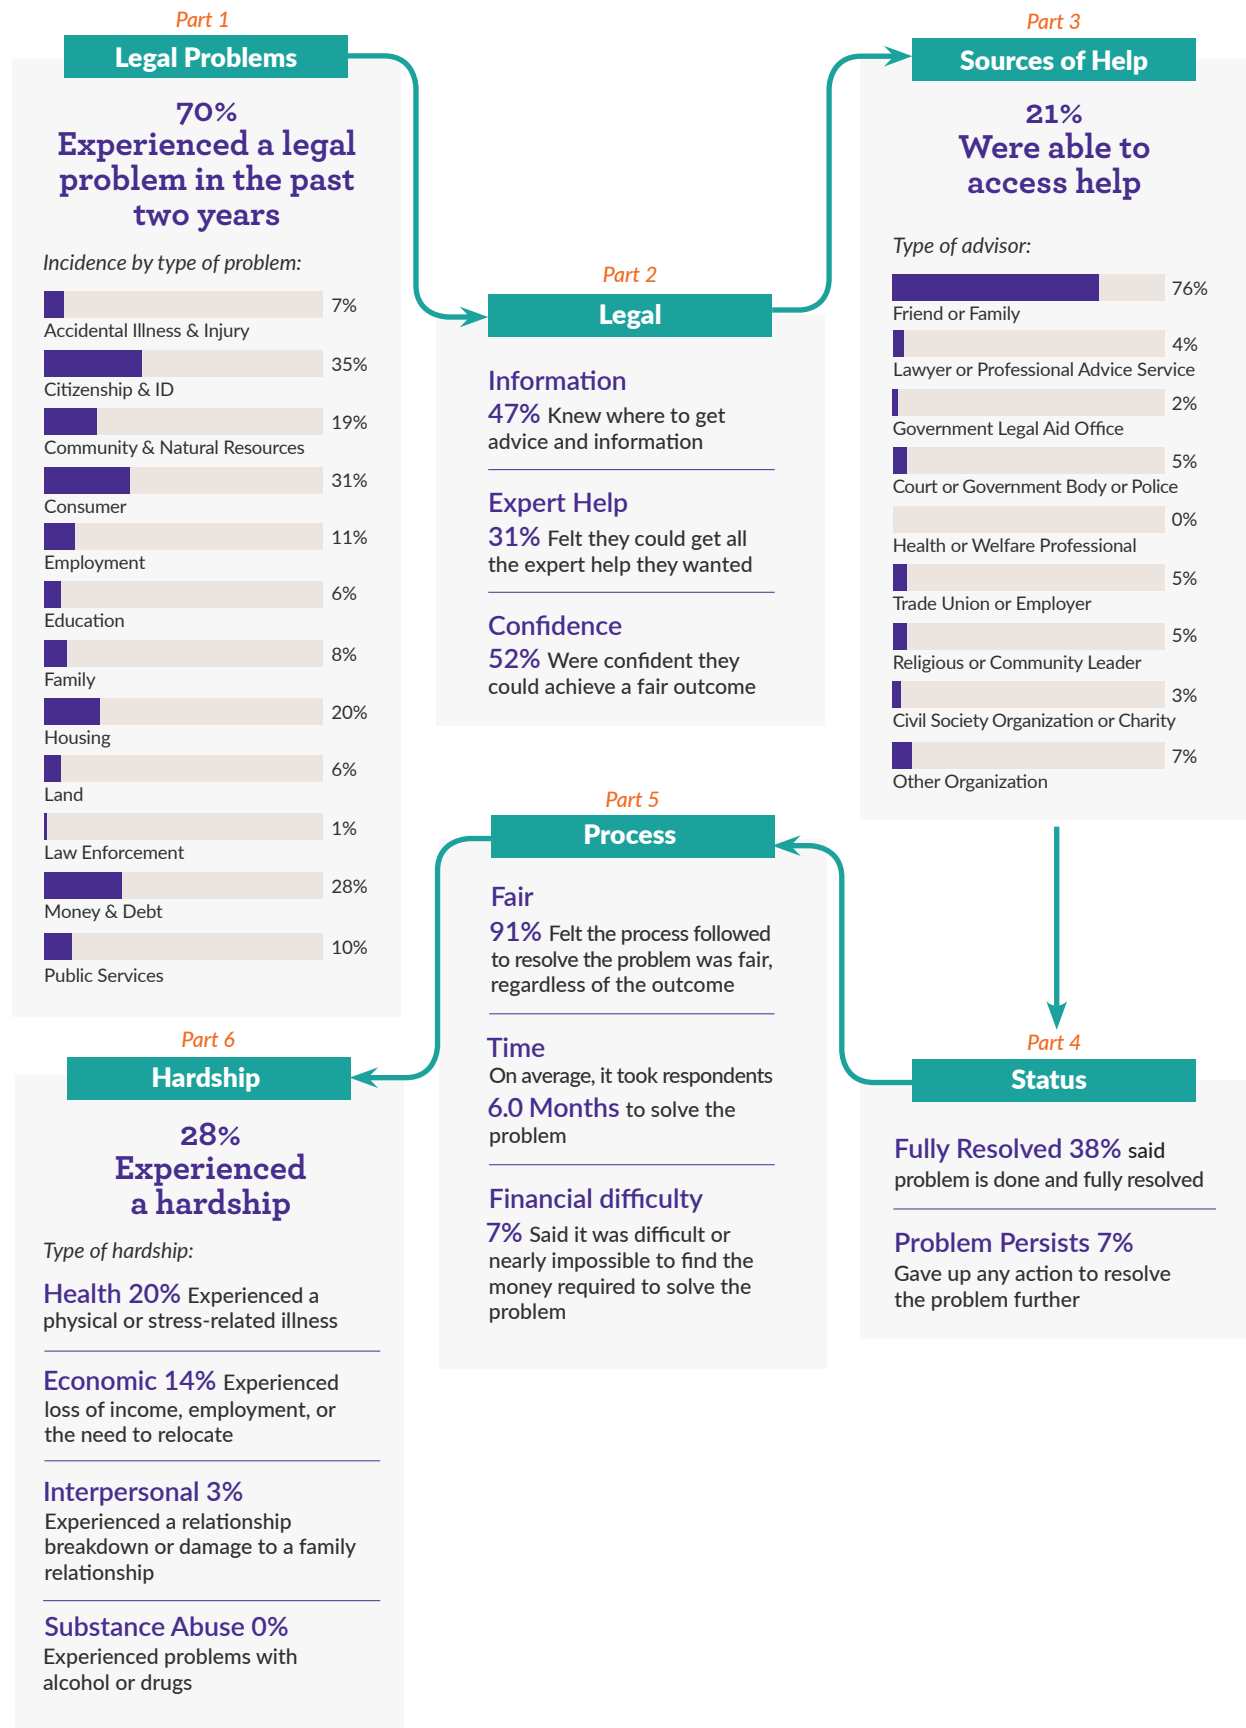 Part 1
Legal Problems
70%
Experienced a legal
problem in the past
two years
Incidence by type of problem:
7%
Accidental Illness & Injury
35%
Citizenship & ID
19%
Community & Natural Resources
31%
Consumer
11%
Employment
6%
Education
8%
Family
20%
Housing
6%
Land
1%
Law Enforcement
28%
Money & Debt
10%
Public Services
Part 2
Legal
Information
47% Knew where to get
advice and information
Expert Help
31% Felt they could get all
the expert help they wanted
Confidence
52% Were confident they
could achieve a fair outcome
Part 3
Sources of Help
21%
Were able to
access help
Type of advisor:
76%
Friend or Family
4%
Lawyer or Professional Advice Service
2%
Government Legal Aid Office
5%
Court or Government Body or Police
0%
Health or Welfare Professional
5%
Trade Union or Employer
5%
Religious or Community Leader
3%
Civil Society Organization or Charity
7%
Other Organization
Part 4
Status
Fully Resolved 38% said
problem is done and fully resolved
Problem Persists 7%
Gave up any action to resolve
the problem further
Part 5
Process
Fair
91% Felt the process followed
to resolve the problem was fair,
regardless of the outcome
Time
On average, it took respondents
6.0 Months to solve the
problem
Financial difficulty
7% Said it was difficult or
nearly impossible to find the
money required to solve the
problem
Part 6
Hardship
28%
Experienced
a hardship
Type of hardship:
Health 20% Experienced a
physical or stress-related illness
Economic 14% Experienced
loss of income, employment, or
the need to relocate
Interpersonal 3%
Experienced a relationship
breakdown or damage to a family
relationship
Substance Abuse 0%
Experienced problems with
alcohol or drugs